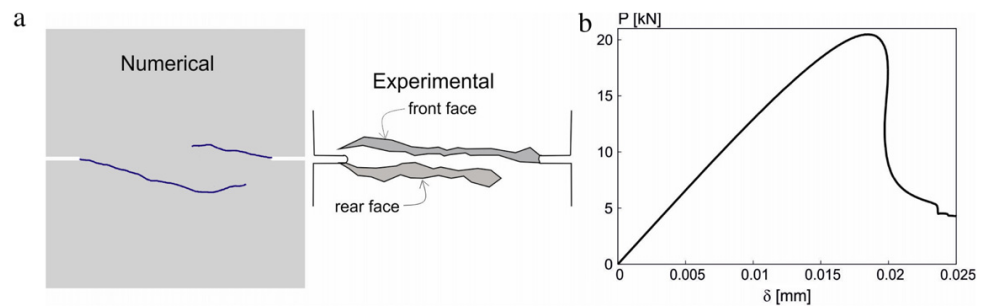 a
Numerical
Experimental
front face
rear face
b
P [kN]
20
15
10
5
0
0 0.005 0.01 0.015 0.02 0.025
δ [mm]